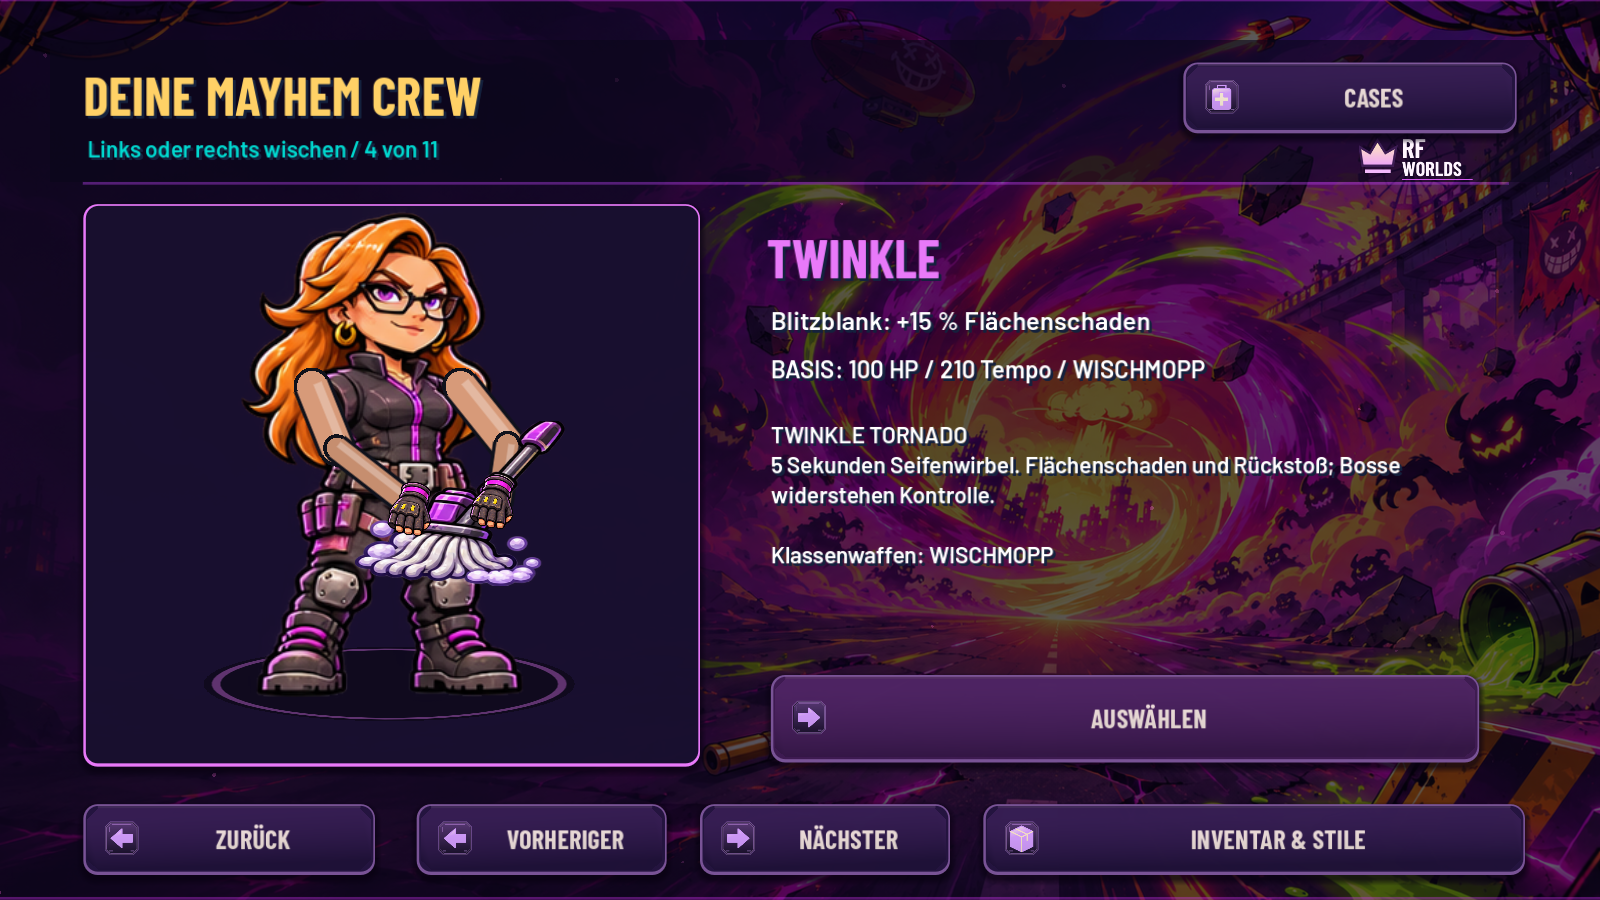 DEINE MAYHEM CREW
Links oder rechts wischen / 4 von 11
CASES
RF
WORLDS
TWINKLE
Blitzblank: +15 % Flächenschaden
BASIS: 100 HP / 210 Tempo / WISCHMOPP
TWINKLE TORNADO
5 Sekunden Seifenwirbel. Flächenschaden und Rückstoß; Bosse
widerstehen Kontrolle.
Klassenwaffen: WISCHMOPP
AUSWÄHLEN
ZURÜCK
VORHERIGER
NÄCHSTER
INVENTAR & STILE